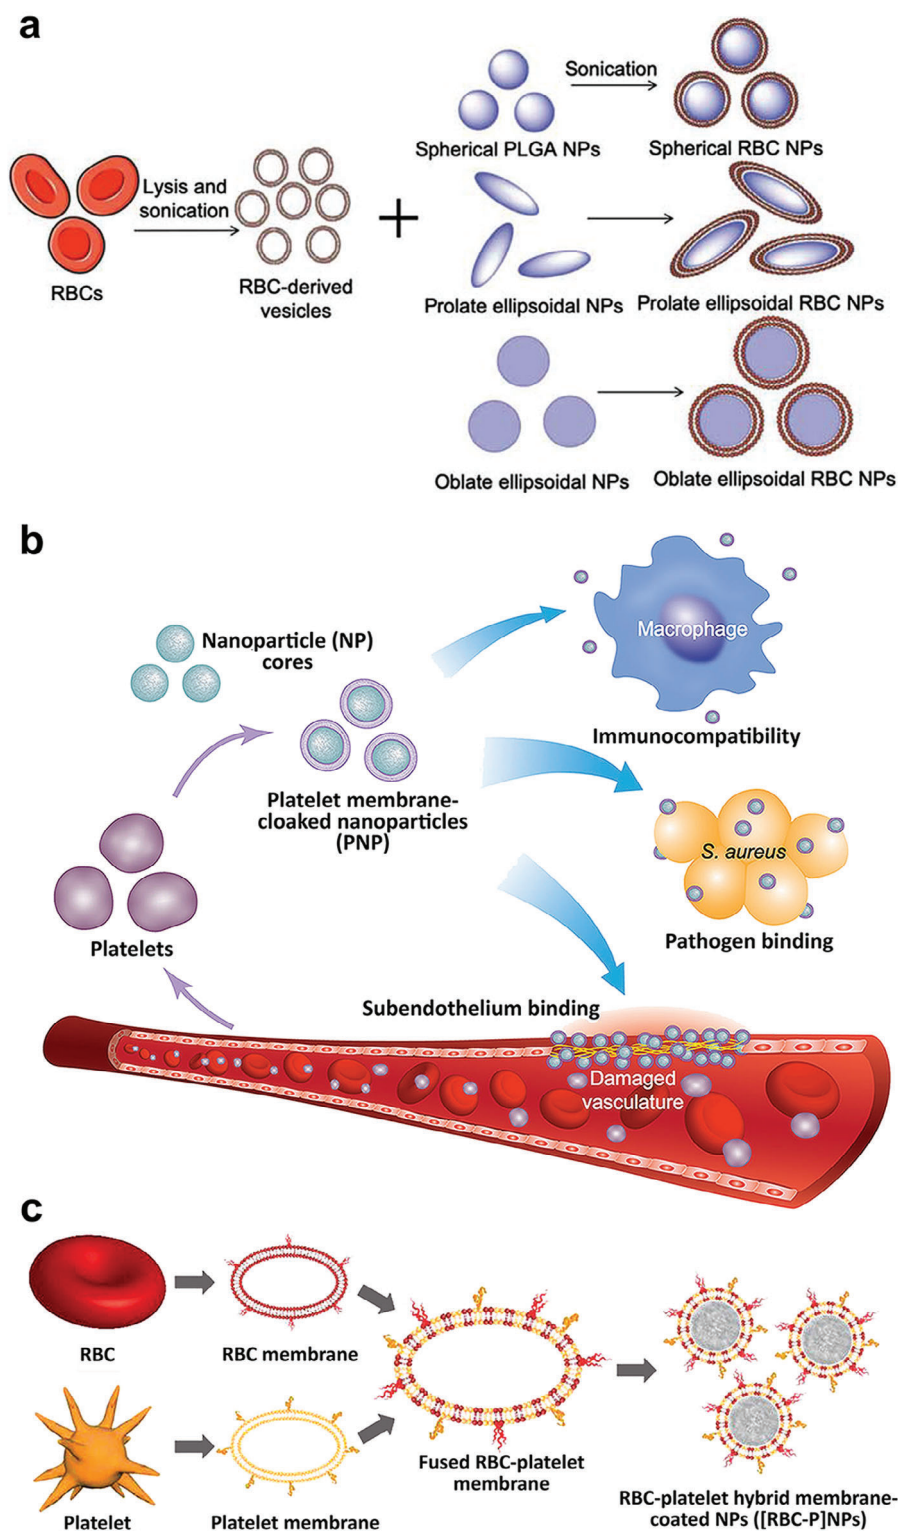 a
Sonication
Spherical PLGA NPs
Spherical RBC NPs
Lysis and
sonication
RBCs
RBC-derived
vesicles
+
Prolate ellipsoidal NPs
Prolate ellipsoidal RBC NPs
Oblate ellipsoidal NPs
Oblate ellipsoidal RBC NPs
b
Nanoparticle (NP)
cores
Macrophage
Immunocompatibility
Platelet membrane-
cloaked nanoparticles
(PNP)
S. aureus
Pathogen binding
Platelets
Subendothelium binding
Damaged
vasculature
c
RBC
RBC membrane
Platelet
Platelet membrane
Fused RBC-platelet
membrane
RBC-platelet hybrid membrane-
coated NPs ([RBC-P]NPs)